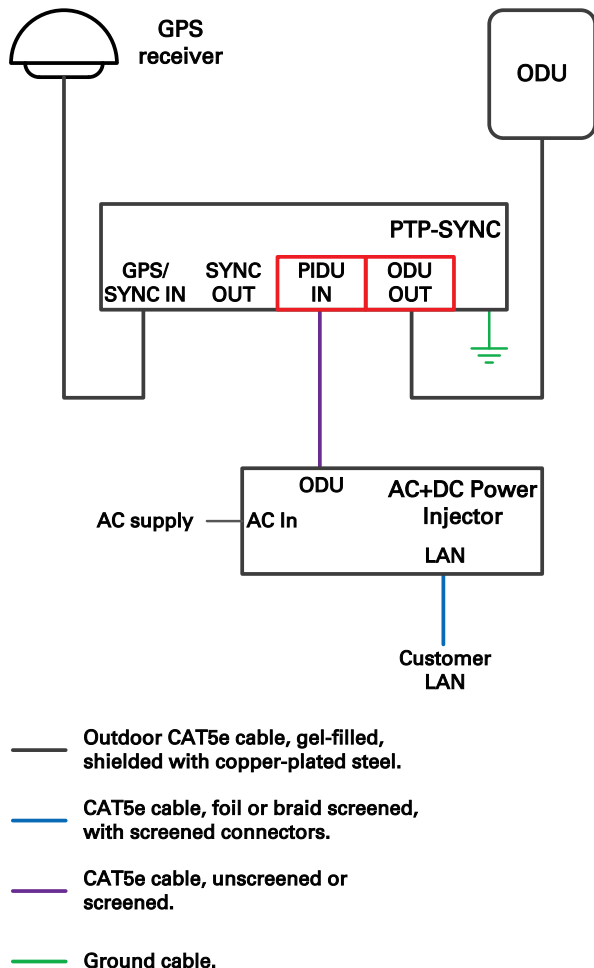 GPS
receiver
ODU
PTP-SYNC
GPS/
SYNC IN
SYNC
OUT
PIDU
IN
ODU
OUT
ODU
AC+DC Power
Injector
AC supply
AC In
LAN
Customer
LAN
Outdoor CAT5e cable, gel-filled,
shielded with copper-plated steel.
CAT5e cable, foil or braid screened,
with screened connectors.
CAT5e cable, unscreened or
screened.
Ground cable.